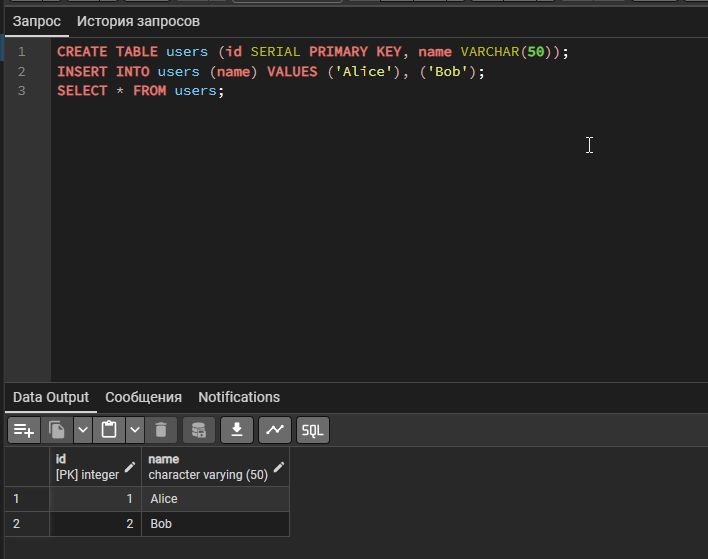 Запрос История запросов
1 CREATE TABLE users (id SERIAL PRIMARY KEY, name VARCHAR(50));
2 INSERT INTO users (name) VALUES ('Alice'), ('Bob');
3 SELECT * FROM users;
Data Output Сообщения Notifications
SQL
id name
[PK] integer character varying (50)
1 1 Alice
2 2 Bob